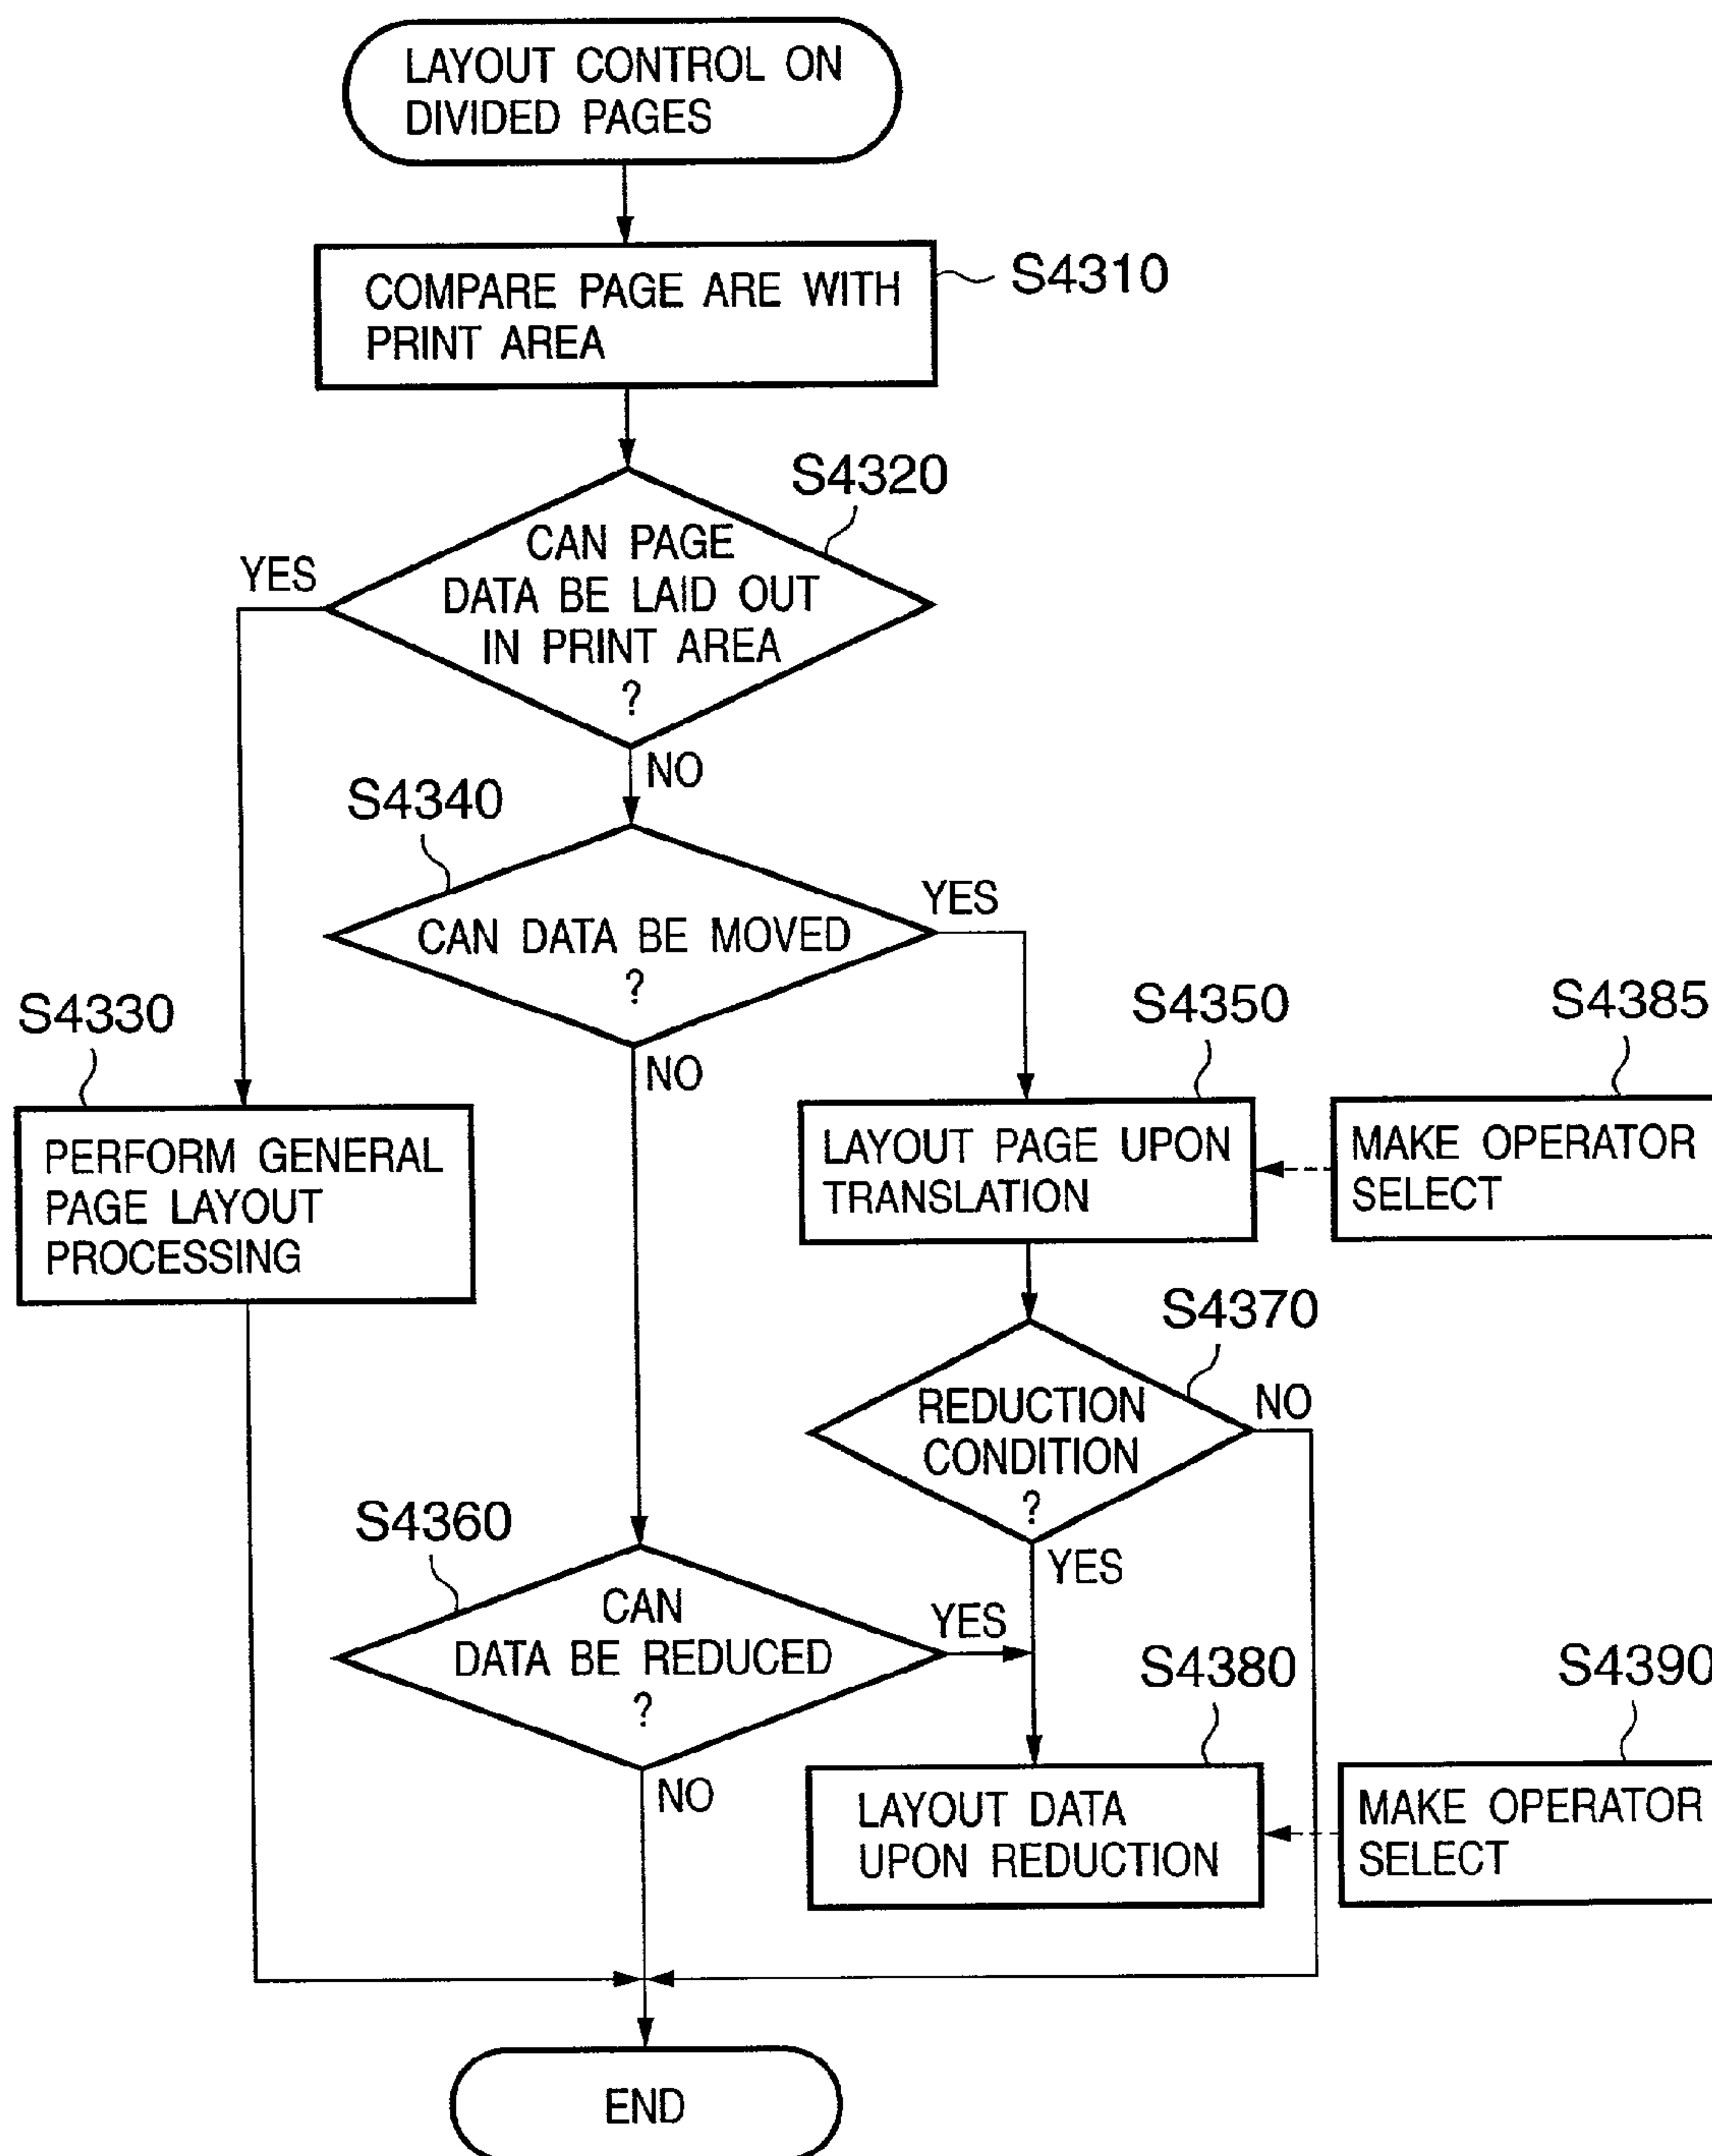 LAYOUT CONTROL ON
DIVIDED PAGES
COMPARE PAGE ARE WITH
PRINT AREA
S4310
S4320
CAN PAGE
DATA BE LAID OUT
IN PRINT AREA
?
YES
NO
S4340
CAN DATA BE MOVED
?
YES
NO
S4330
PERFORM GENERAL
PAGE LAYOUT
PROCESSING
S4350
LAYOUT PAGE UPON
TRANSLATION
S4385
MAKE OPERATOR
SELECT
S4370
REDUCTION
CONDITION
?
NO
YES
S4360
CAN
DATA BE REDUCED
?
YES
NO
S4380
LAYOUT DATA
UPON REDUCTION
S4390
MAKE OPERATOR
SELECT
END